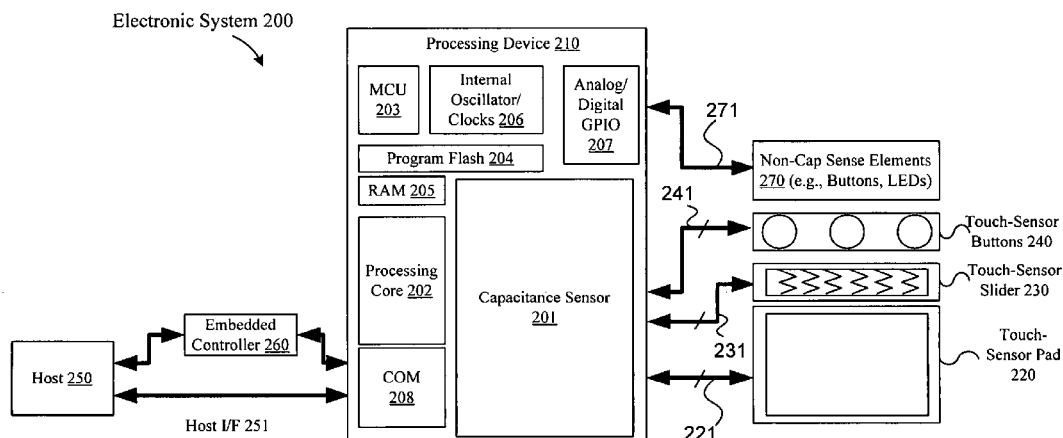 Electronic System 200
Processing Device 210
MCU
203
Internal
Oscillator/
Clocks 206
Analog/
Digital
GPIO
207
Program Flash 204
RAM 205
Processing
Core 202
Capacitance Sensor
201
COM
208
Host 250
Embedded
Controller 260
Host I/F 251
271
Non-Cap Sense Elements
270 (e.g., Buttons, LEDs)
241
Touch-Sensor
Buttons 240
Touch-Sensor
Slider 230
231
Touch-
Sensor Pad
220
221